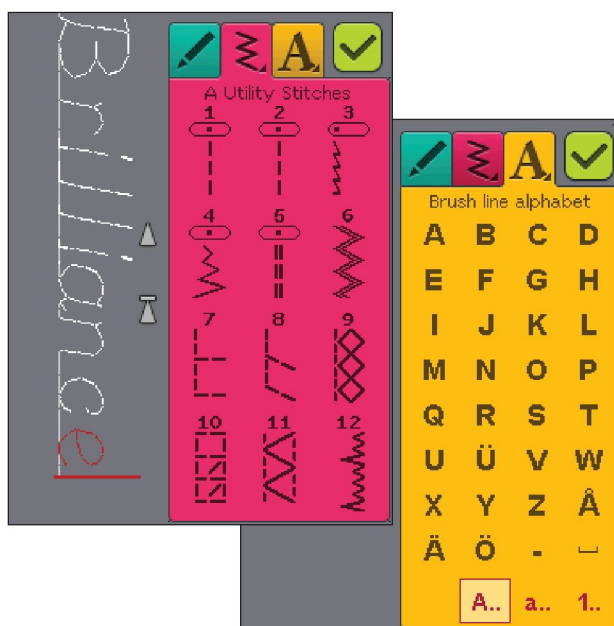 Brilliance
A
A Utility Stitches
1 2 3
4 5 6
7 8 9
10 11 12
A
Brush line alphabet
A B C D
E F G H
I J K L
M N O P
Q R S T
U Ü V W
X Y Z Å
Ä Ö -
A.. a.. 1..